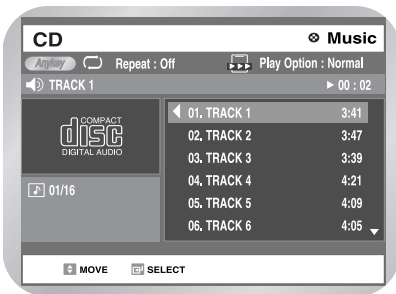 CD
Music
Anykey Repeat : Off Play Option : Normal
TRACK 1 00 : 02
COMPACT
disc
DIGITAL AUDIO
01/16
01. TRACK 1 3:41
02. TRACK 2 3:47
03. TRACK 3 3:39
04. TRACK 4 4:21
05. TRACK 5 4:09
06. TRACK 6 4:05
MOVE SELECT